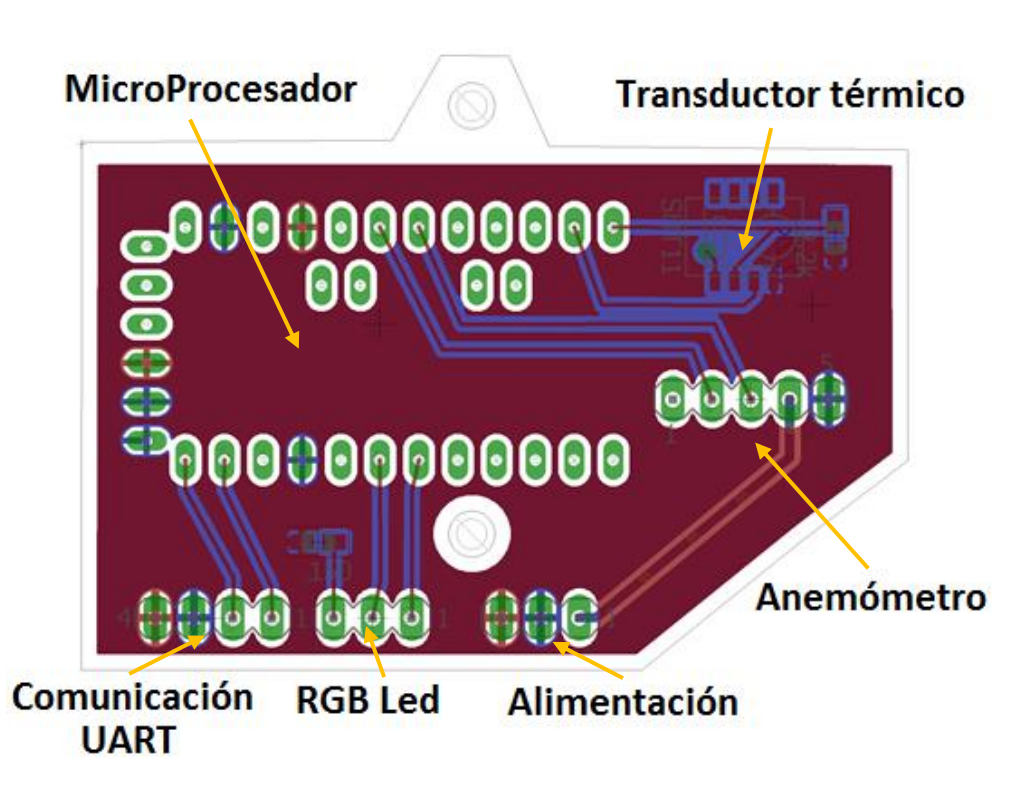 MicroProcesador
Transductor térmico
Anemómetro
Comunicación
UART
RGB Led
Alimentación